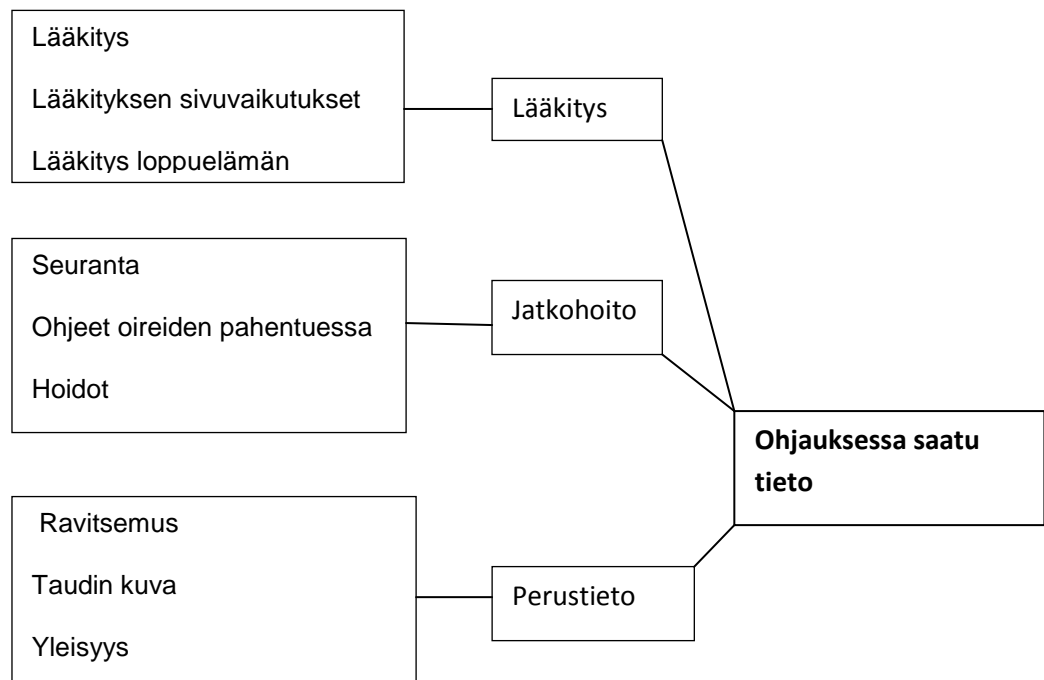 Lääkitys
Lääkityksen sivuvaikutukset
Lääkitys loppuelämän
Lääkitys
Seuranta
Ohjeet oireiden pahentuessa
Hoidot
Jatkohoito
Ohjauksessa saatu
tieto
Ravitsemus
Taudin kuva
Yleisyys
Perustieto